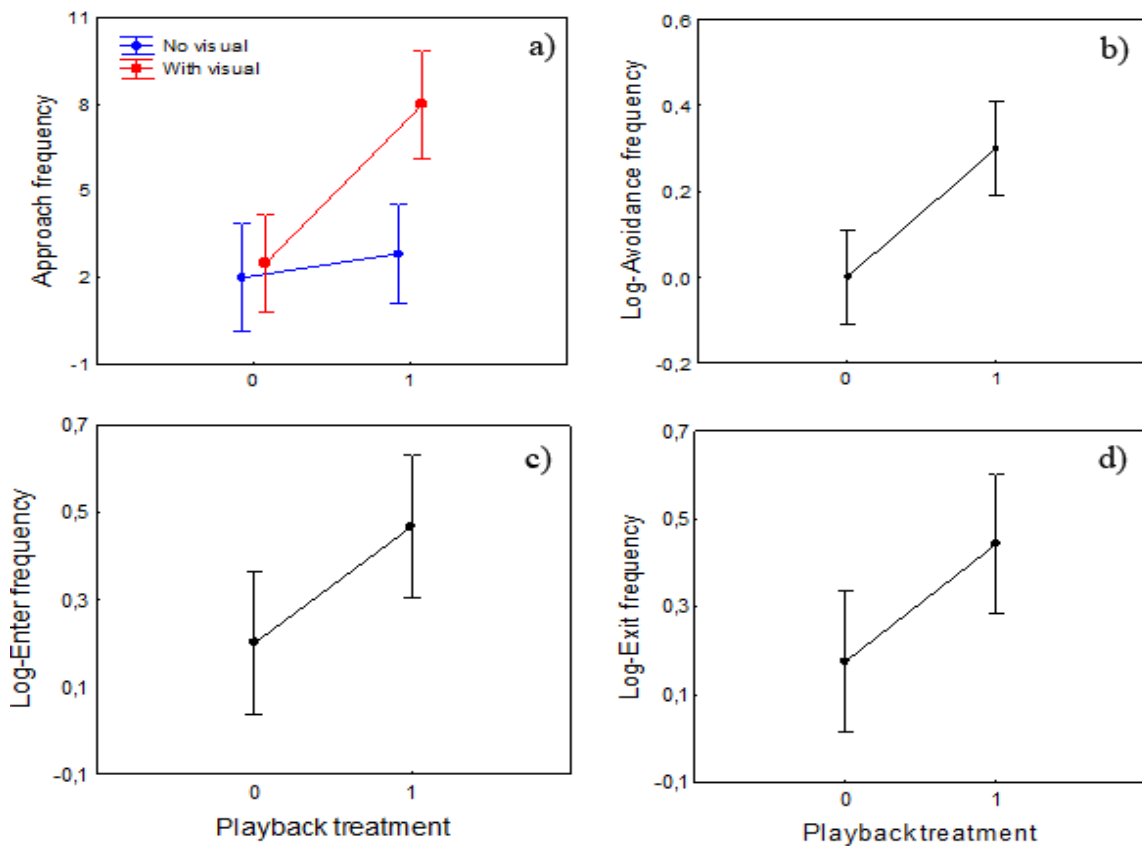 a)
No visual
With visual
Approach frequency
11
8
5
2
-1
0 1
b)
Log-Avoidance frequency
0,6
0,4
0,2
0,0
-0,2
0 1
c)
Log-Enter frequency
0,7
0,5
0,3
0,1
-0,1
0 1
Playback treatment
d)
Log-Exit frequency
0,7
0,5
0,3
0,1
-0,1
0 1
Playback treatment